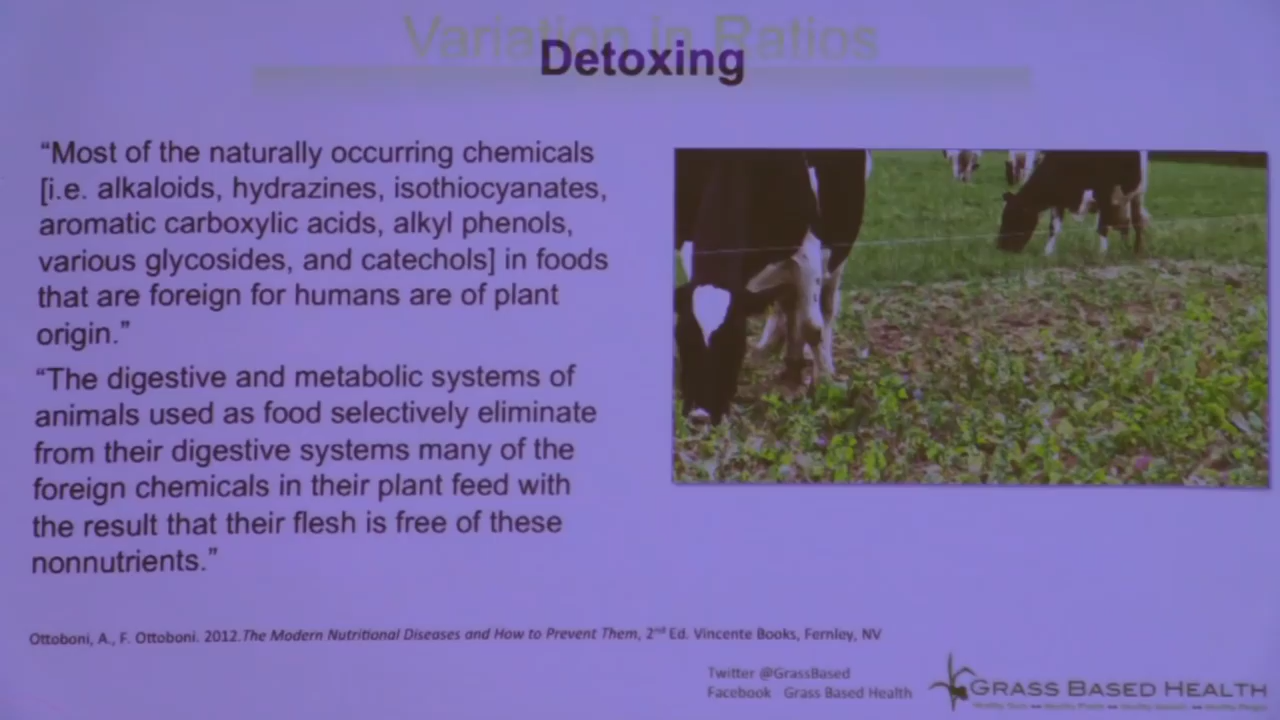 Variation in Ratios
Detoxing
“Most of the naturally occurring chemicals
[i.e. alkaloids, hydrazines, isothiocyanates,
aromatic carboxylic acids, alkyl phenols,
various glycosides, and catechols] in foods
that are foreign for humans are of plant
origin.”
“The digestive and metabolic systems of
animals used as food selectively eliminate
from their digestive systems many of the
foreign chemicals in their plant feed with
the result that their flesh is free of these
nonnutrients.”
Ottoboni, A., F. Ottoboni. 2012. The Modern Nutritional Diseases and How to Prevent Them, 2nd Ed. Vincente Books, Fernley, NV
Twitter @GrassBased
Facebook Grass Based Health
GRASS BASED HEALTH